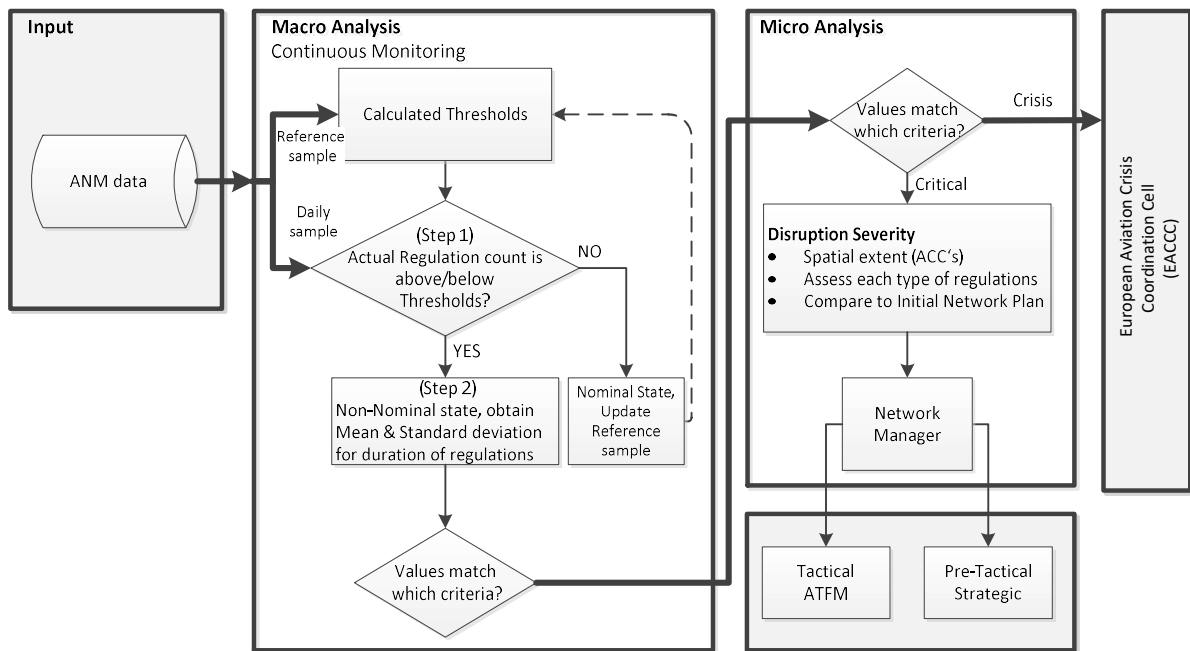 Input
ANM data
Macro Analysis
Continuous Monitoring
Calculated Thresholds
Reference
sample
Daily
sample
(Step 1)
Actual Regulation count is
above/below
Thresholds?
NO
YES
(Step 2)
Non-Nominal state, obtain
Mean & Standard deviation
for duration of regulations
Nominal State,
Update
Reference
sample
Values match
which criteria?
Micro Analysis
Values match
which criteria?
Crisis
Critical
Disruption Severity
• Spatial extent (ACC‘s)
• Assess each type of regulations
• Compare to Initial Network Plan
Network
Manager
Tactical
ATFM
Pre-Tactical
Strategic
European Aviation Crisis
Coordination Cell
(EACCC)